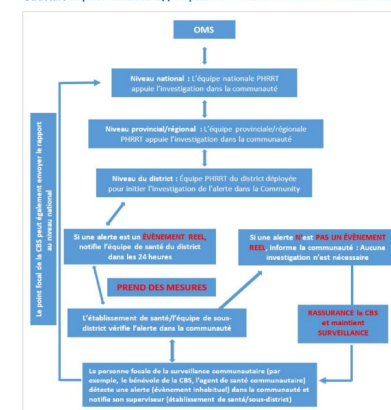 OMS
Niveau national : L'équipe nationale PHRRT
appuie l'investigation dans la communauté
Niveau provincial/régional : L'équipe provinciale/régionale
PHRRT appuie l'investigation dans la communauté
Niveau du district : Équipe PHRRT du district déployée
pour initier l'investigation de l'alerte dans la Community
Le point focal de la CBS peut également envoyer le rapport
au niveau national
Si une alerte est un ÉVÈNEMENT REEL,
notifie l'équipe de santé du district
dans les 24 heures
Si une alerte N'est PAS UN ÉVÈNEMENT
REEL, informe la communauté : Aucune
investigation n'est nécessaire
PREND DES MESURES
L'établissement de santé/l'équipe de sous-
district vérifie l'alerte dans la communauté
RASSURANCE la CBS
et maintient
SURVEILLANCE
La personne focale de la surveillance communautaire (par
exemple, le bénévole de la CBS, l'agent de santé communautaire)
détecte une alerte (évènement inhabituel) dans la communauté et
notifie son superviseur (établissement de santé/sous-district)